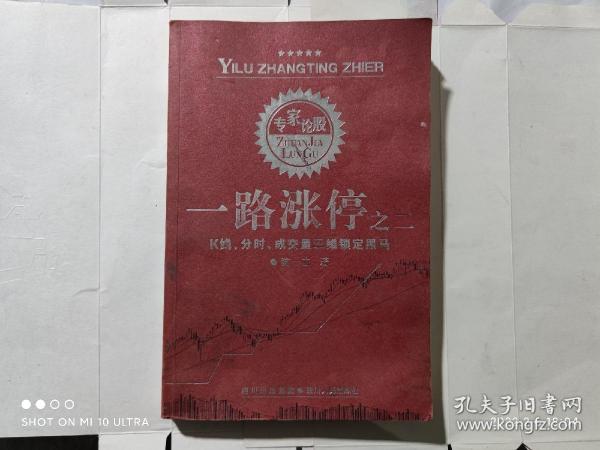 ★★★★★
YILU ZHANGTING ZHIER
专家论股
ZHUANJIA
LUNGU
一路涨停之二
K线、分时、成交量三维锁定黑马
著
SHOT ON MI 10 ULTRA
孔夫子旧书网
www.kongfz.com